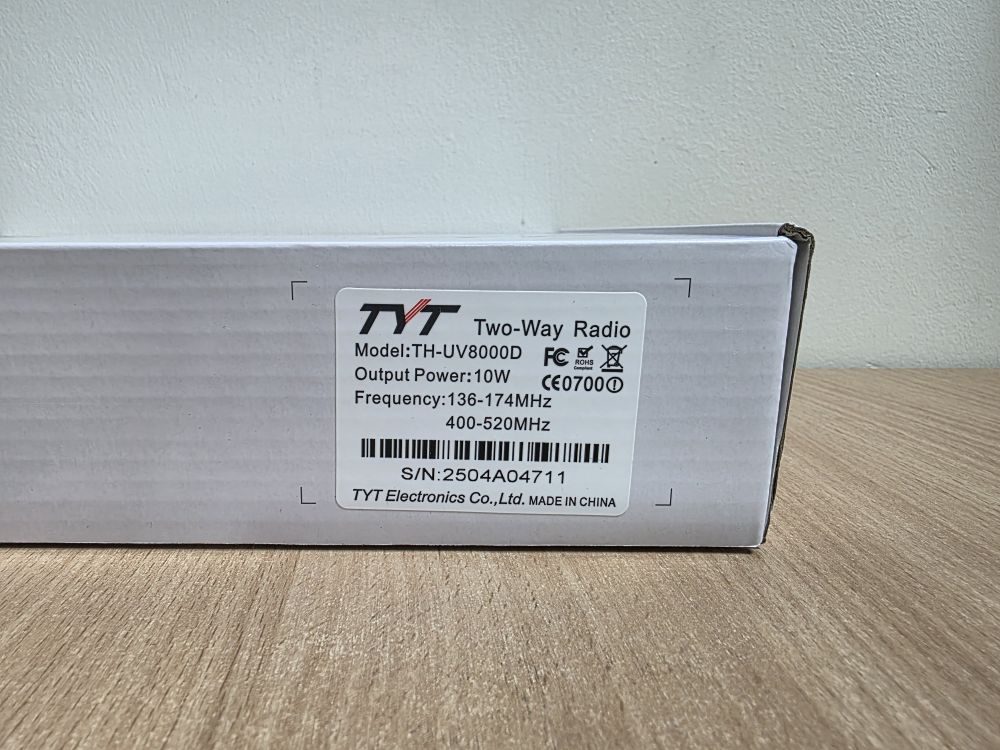 TYT Two-Way Radio
Model:TH-UV8000D
FC ROHS Compliant
Output Power:10W
CE0700
Frequency:136-174MHz
400-520MHz
S/N:2504A04711
TYT Electronics Co.,Ltd. MADE IN CHINA